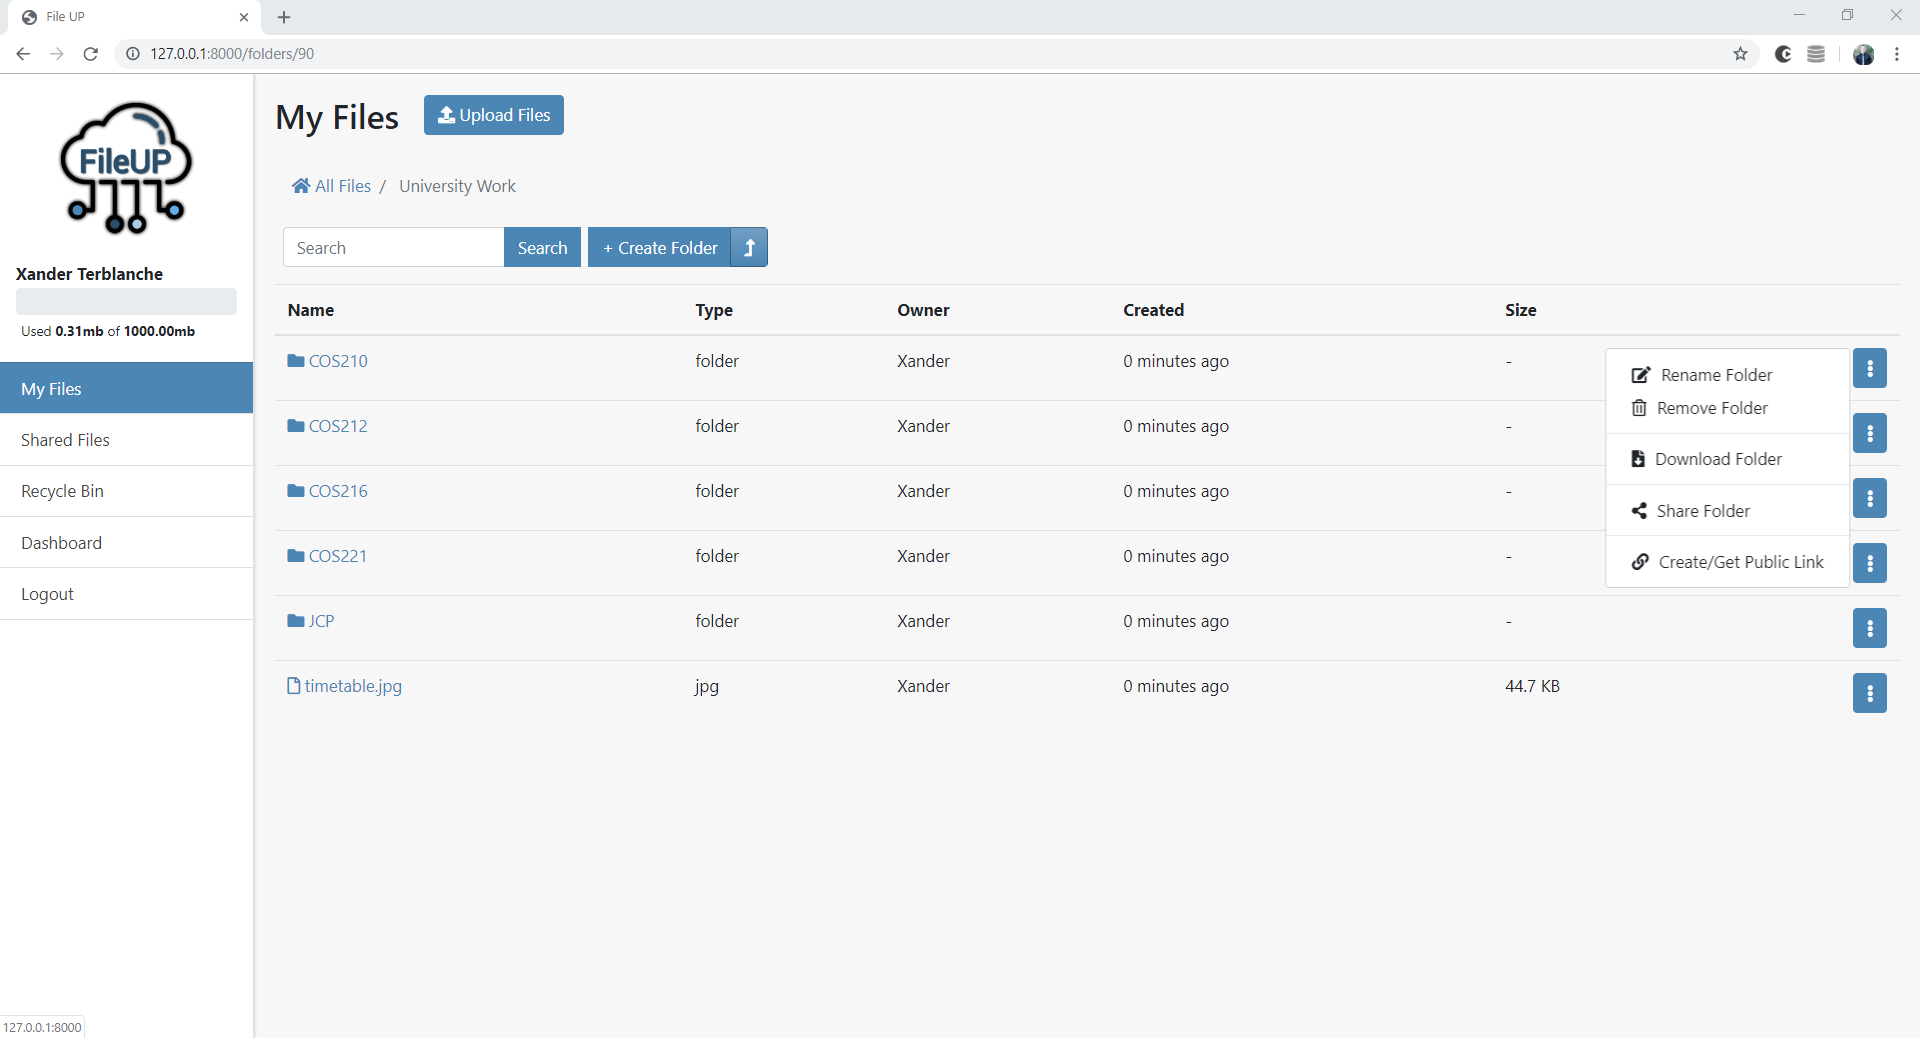 File UP
127.0.0.1:8000/folders/90
FileUP
Xander Terblanche
Used 0.31mb of 1000.00mb
My Files
Shared Files
Recycle Bin
Dashboard
Logout
My Files
Upload Files
All Files / University Work
Search Search + Create Folder
Name Type Owner Created Size
COS210 folder Xander 0 minutes ago -
COS212 folder Xander 0 minutes ago -
COS216 folder Xander 0 minutes ago -
COS221 folder Xander 0 minutes ago -
JCP folder Xander 0 minutes ago -
timetable.jpg jpg Xander 0 minutes ago 44.7 KB
Rename Folder
Remove Folder
Download Folder
Share Folder
Create/Get Public Link
127.0.0.1:8000